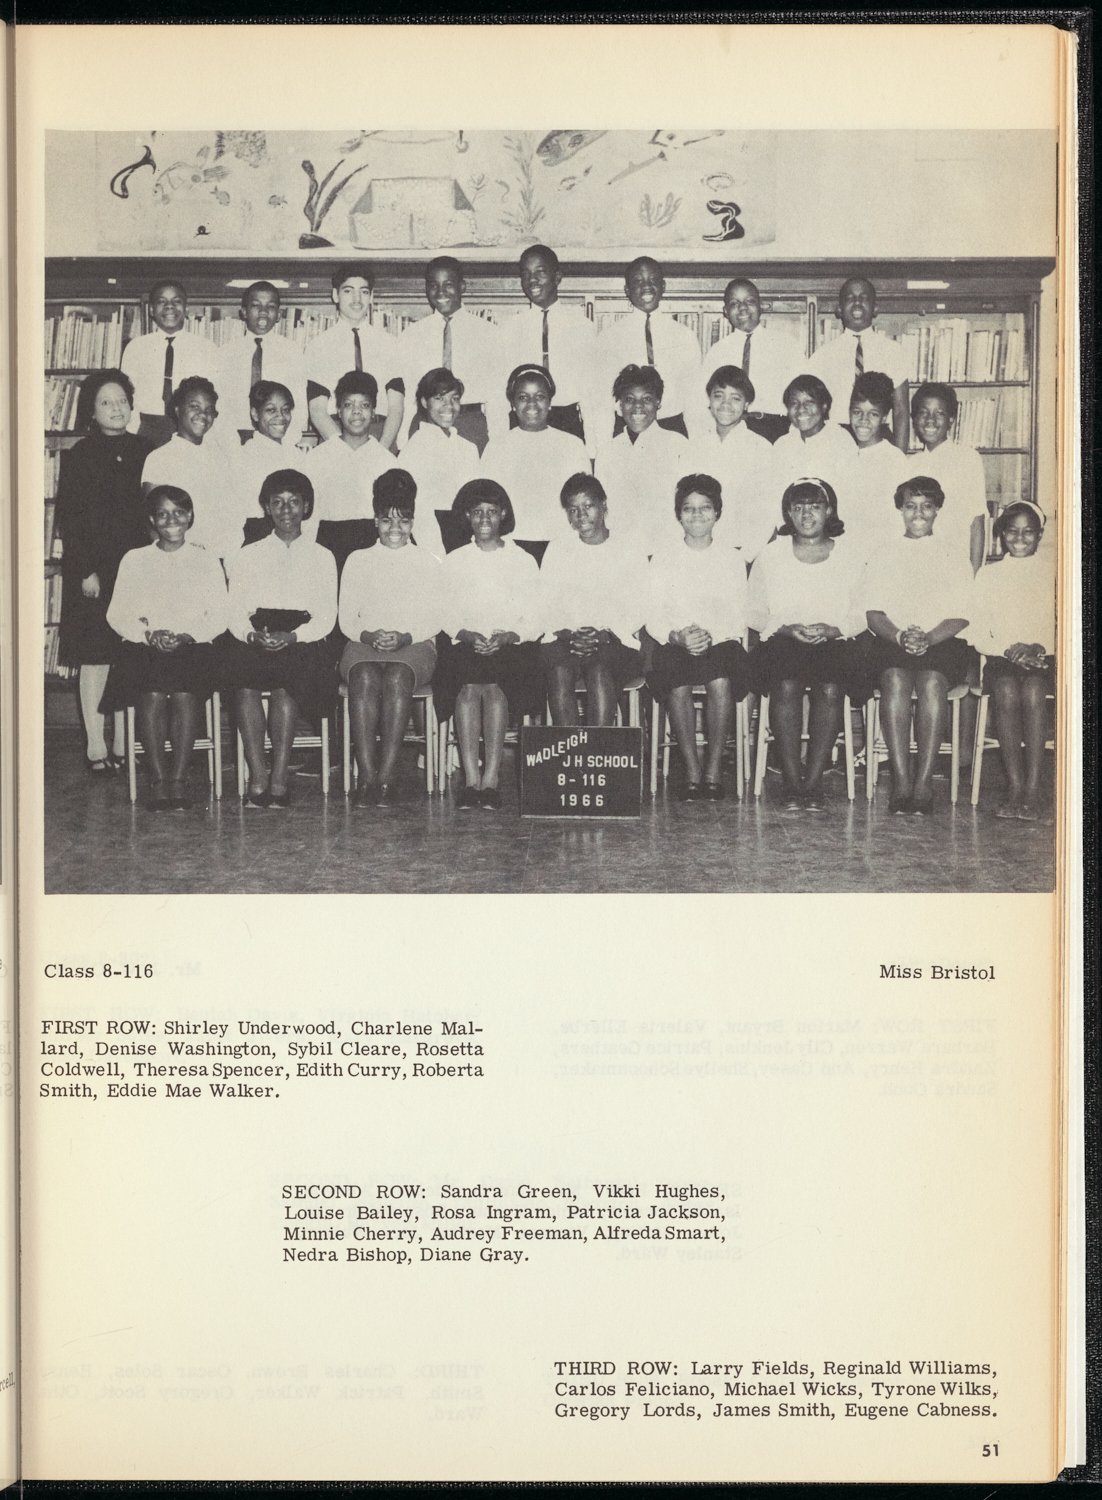 WADLEIGH
J H SCHOOL
8-116
1966
Class 8-116
Miss Bristol
FIRST ROW: Shirley Underwood, Charlene Mal-
lard, Denise Washington, Sybil Cleare, Rosetta
Coldwell, Theresa Spencer, Edith Curry, Roberta
Smith, Eddie Mae Walker.
SECOND ROW: Sandra Green, Vikki Hughes,
Louise Bailey, Rosa Ingram, Patricia Jackson,
Minnie Cherry, Audrey Freeman, Alfreda Smart,
Nedra Bishop, Diane Gray.
THIRD ROW: Larry Fields, Reginald Williams,
Carlos Feliciano, Michael Wicks, Tyrone Wilks,
Gregory Lords, James Smith, Eugene Cabness.
51